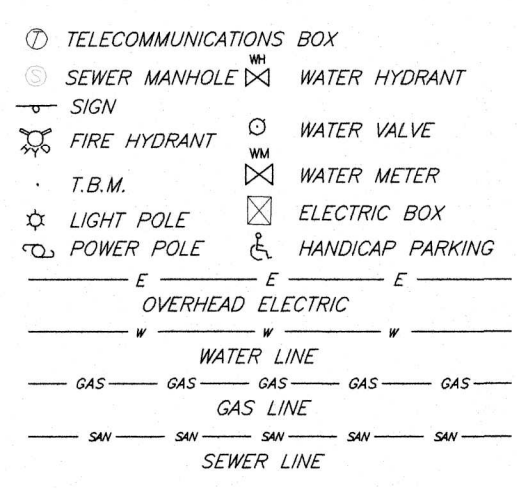 T TELECOMMUNICATIONS BOX
S SEWER MANHOLE
WH
WATER HYDRANT
SIGN
FIRE HYDRANT
WATER VALVE
WM
WATER METER
T.B.M.
ELECTRIC BOX
LIGHT POLE
POWER POLE
HANDICAP PARKING
E E E
OVERHEAD ELECTRIC
W W W
WATER LINE
GAS GAS GAS GAS GAS
GAS LINE
SAN SAN SAN SAN SAN
SEWER LINE